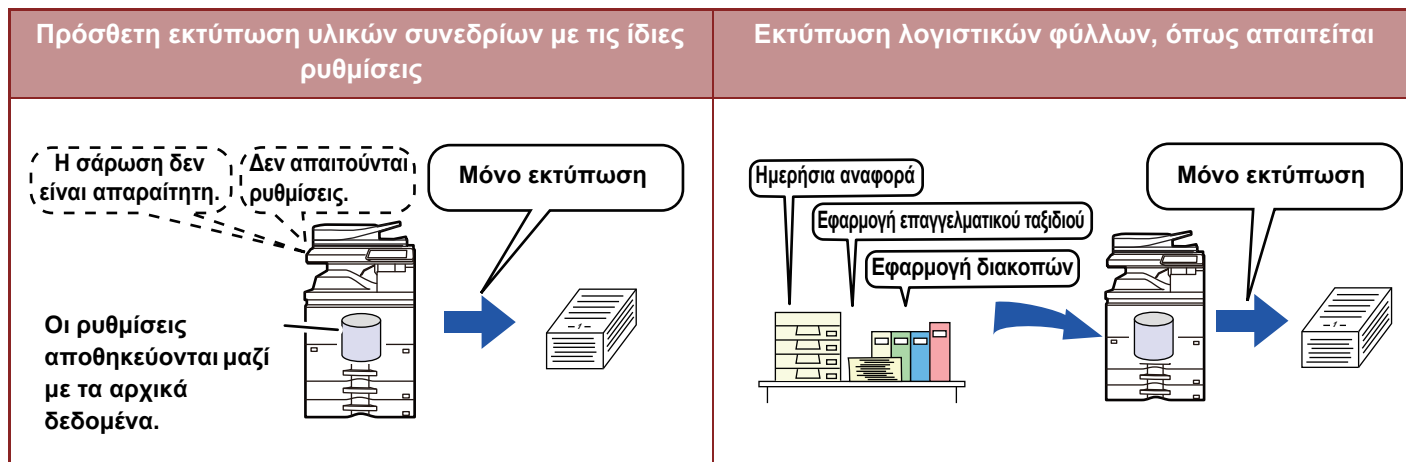 Πρόσθετη εκτύπωση υλικών συνεδρίων με τις ίδιες
ρυθμίσεις
Εκτύπωση λογιστικών φύλλων, όπως απαιτείται
Η σάρωση δεν
είναι απαραίτητη.
Δεν απαιτούνται
ρυθμίσεις.
Μόνο εκτύπωση
Οι ρυθμίσεις
αποθηκεύονται μαζί
με τα αρχικά
δεδομένα.
–1–
Ημερήσια αναφορά
Εφαρμογή επαγγελματικού ταξιδιού
Εφαρμογή διακοπών
Μόνο εκτύπωση
–1–